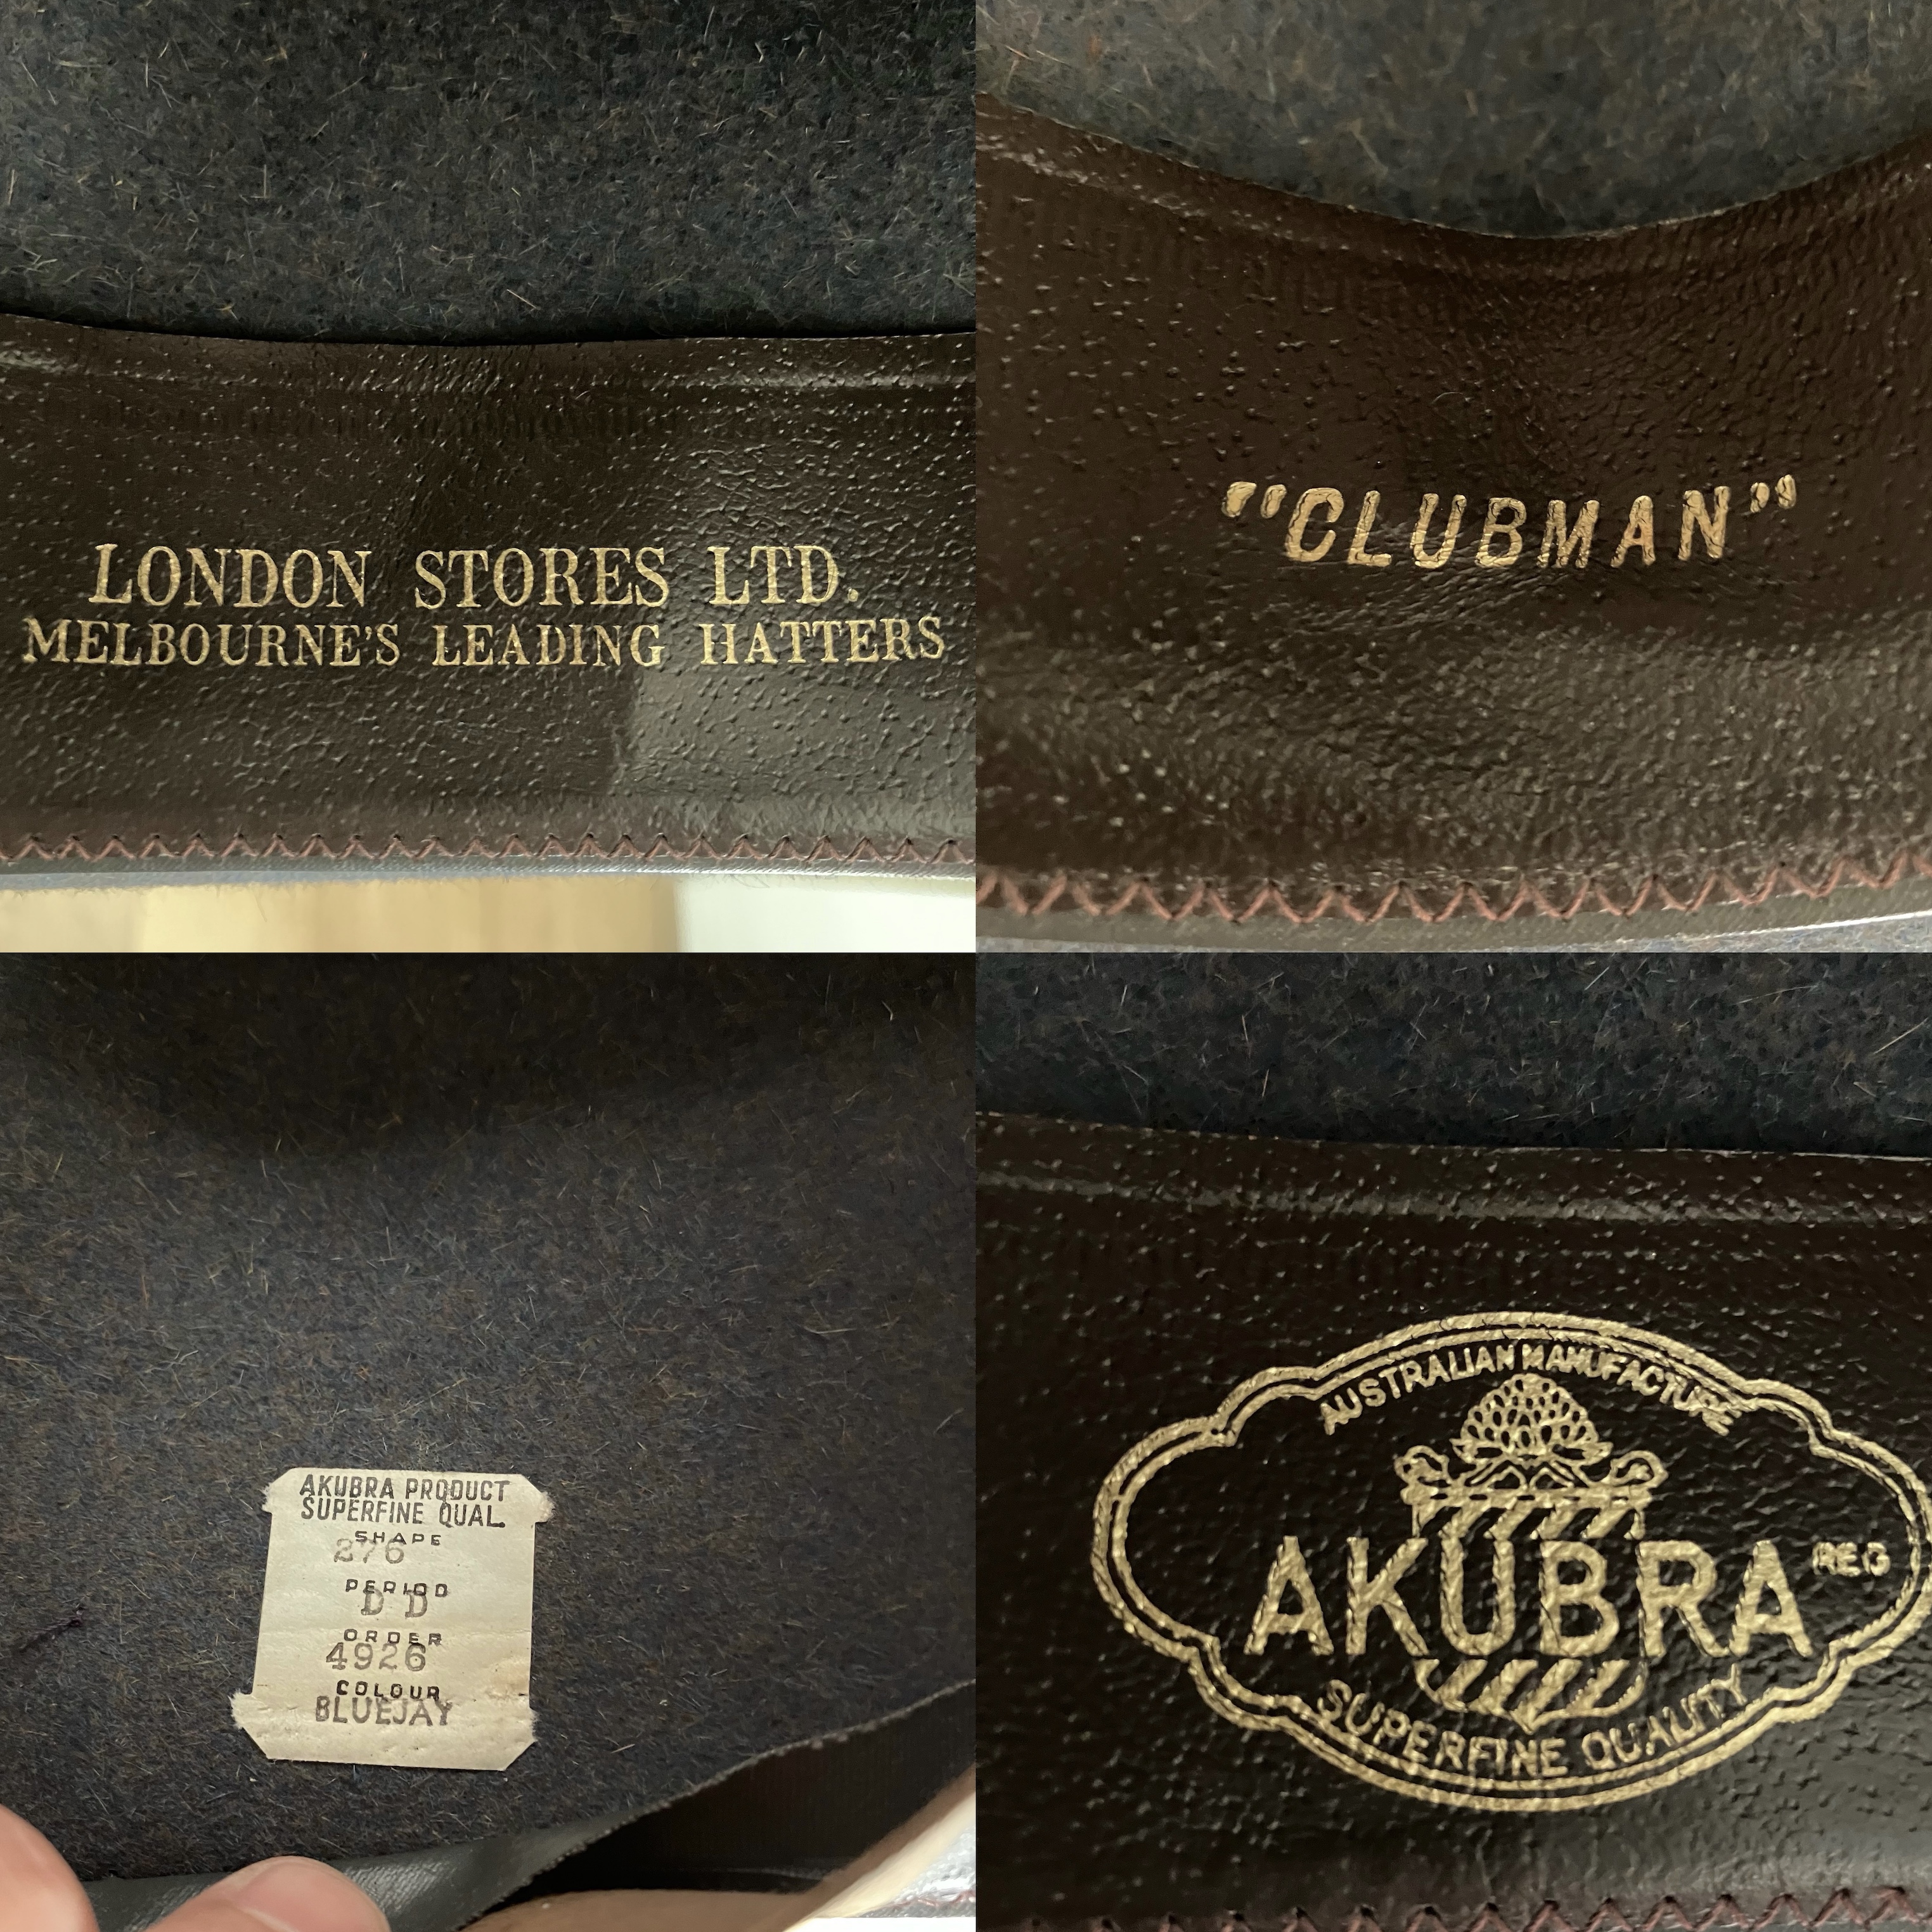 LONDON STORES LTD.
MELBOURNE'S LEADING HATTERS
"CLUBMAN"
AKUBRA PRODUCT
SUPERFINE QUAL.
SHAPE
276
PERIOD
D D
ORDER
4926
COLOUR
BLUEJAY
AUSTRALIAN MANUFACTURE
AKUBRA REG
SUPERFINE QUALITY